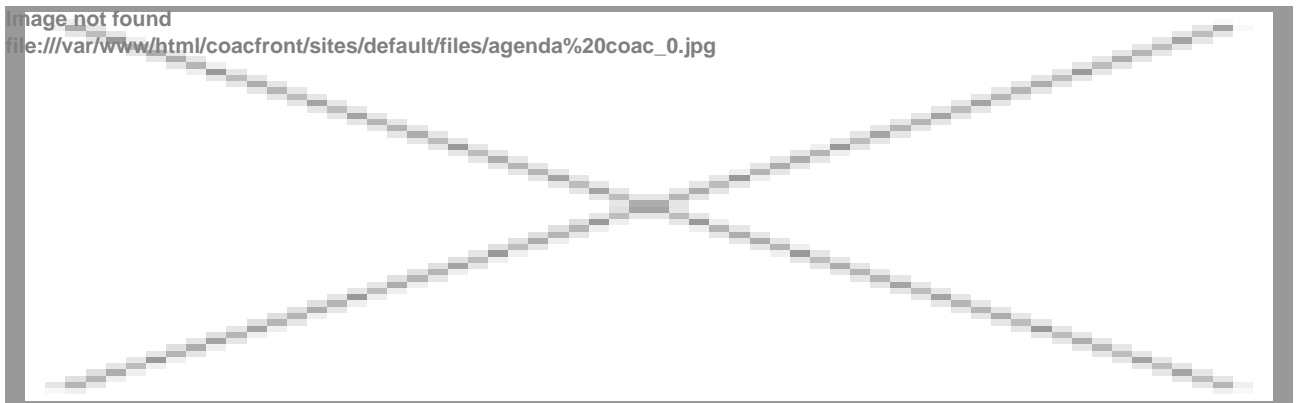 Image not found
file:///var/www/html/coacfront/sites/default/files/agenda%20coac_0.jpg